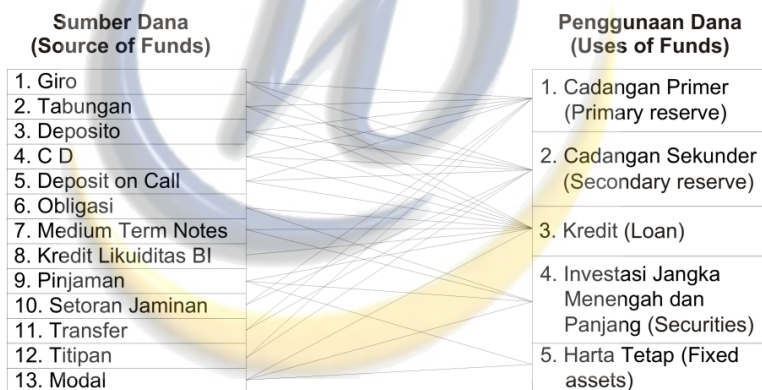 Sumber Dana
(Source of Funds)
1. Giro
2. Tabungan
3. Deposito
4. C D
5. Deposit on Call
6. Obligasi
7. Medium Term Notes
8. Kredit Likuiditas BI
9. Pinjaman
10. Setoran Jaminan
11. Transfer
12. Titipan
13. Modal
Penggunaan Dana
(Uses of Funds)
1. Cadangan Primer
(Primary reserve)
2. Cadangan Sekunder
(Secondary reserve)
3. Kredit (Loan)
4. Investasi Jangka
Menengah dan
Panjang (Securities)
5. Harta Tetap (Fixed
assets)